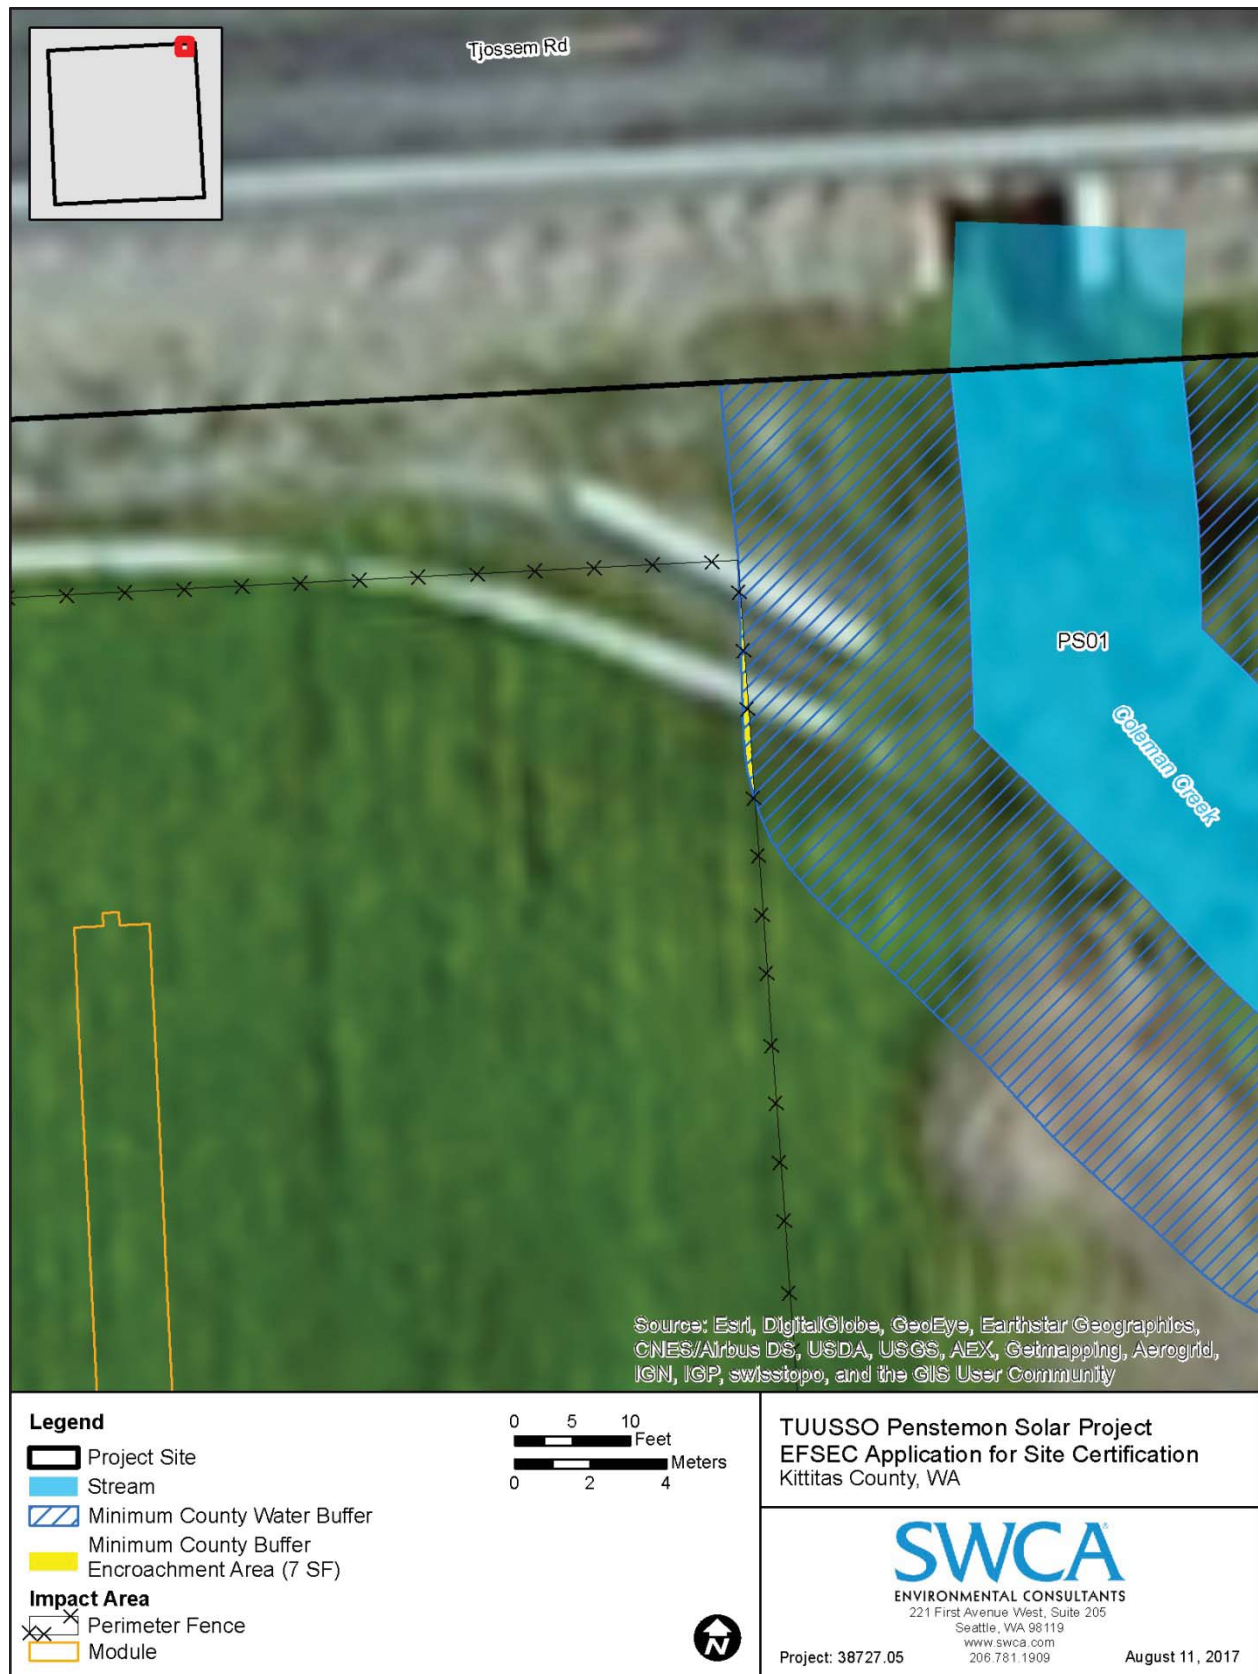 Tjossem Rd
PS01
Coleman Creek
Source: Esri, DigitalGlobe, GeoEye, Earthstar Geographics,
CNES/Airbus DS, USDA, USGS, AEX, Getmapping, Aerogrid,
IGN, IGP, swisstopo, and the GIS User Community
Legend
Project Site
Stream
Minimum County Water Buffer
Minimum County Buffer
Encroachment Area (7 SF)
Impact Area
Perimeter Fence
Module
0 5 10
Feet
Meters
0 2 4
N
TUUSSO Penstemon Solar Project
EFSEC Application for Site Certification
Kittitas County, WA
SWCA
ENVIRONMENTAL CONSULTANTS
221 First Avenue West, Suite 205
Seattle, WA 98119
www.swca.com
206.781.1909
Project: 38727.05
August 11, 2017